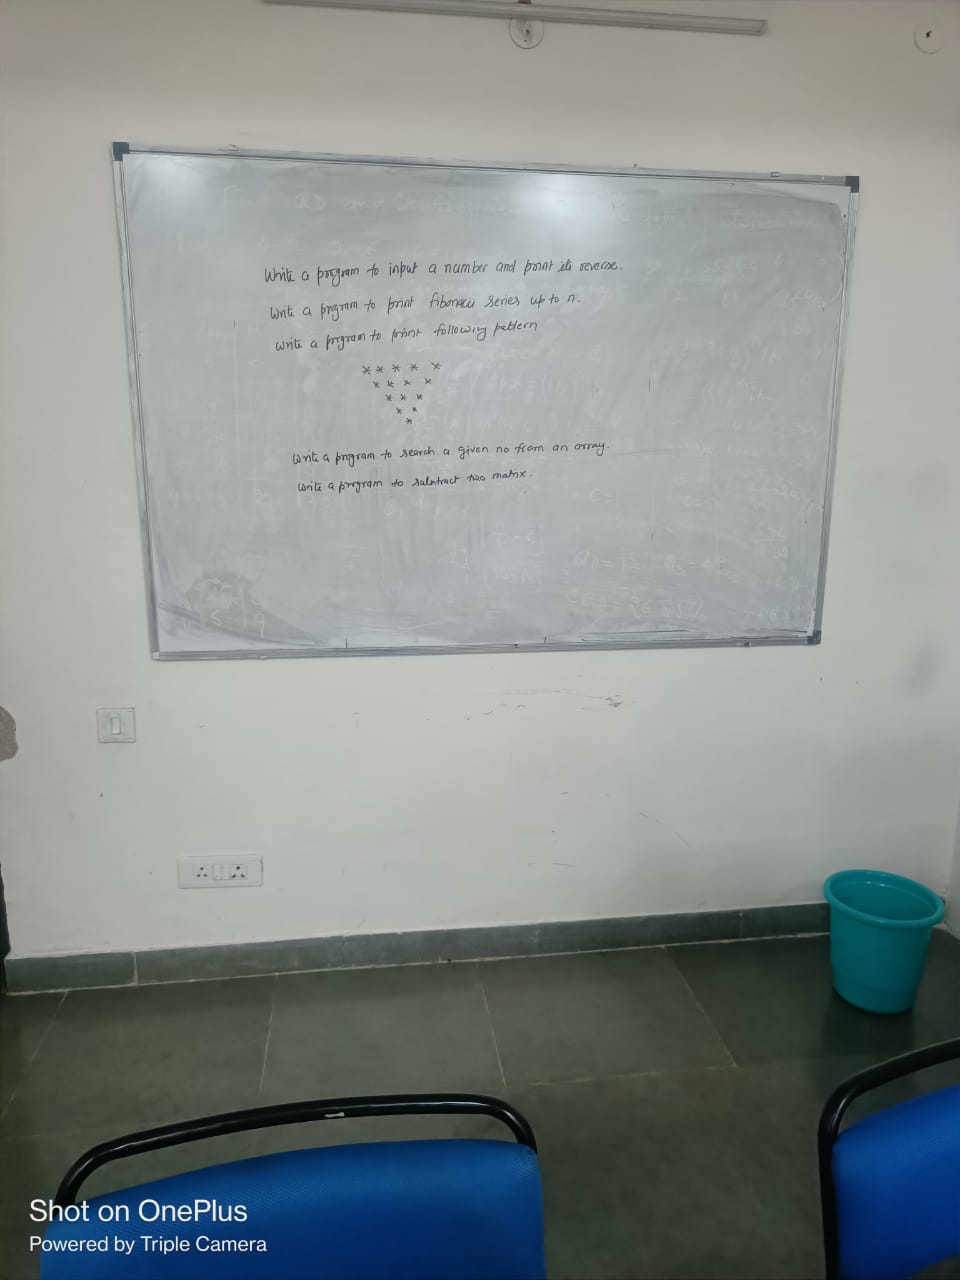 Write a program to input a number and print its reverse.
Write a program to print fibonacii series up to n.
Write a program to print following pattern
* * * * *
* * * *
* * *
* *
*
Write a program to search a given no from an array.
Write a program to subtract two matrix.
Shot on OnePlus
Powered by Triple Camera